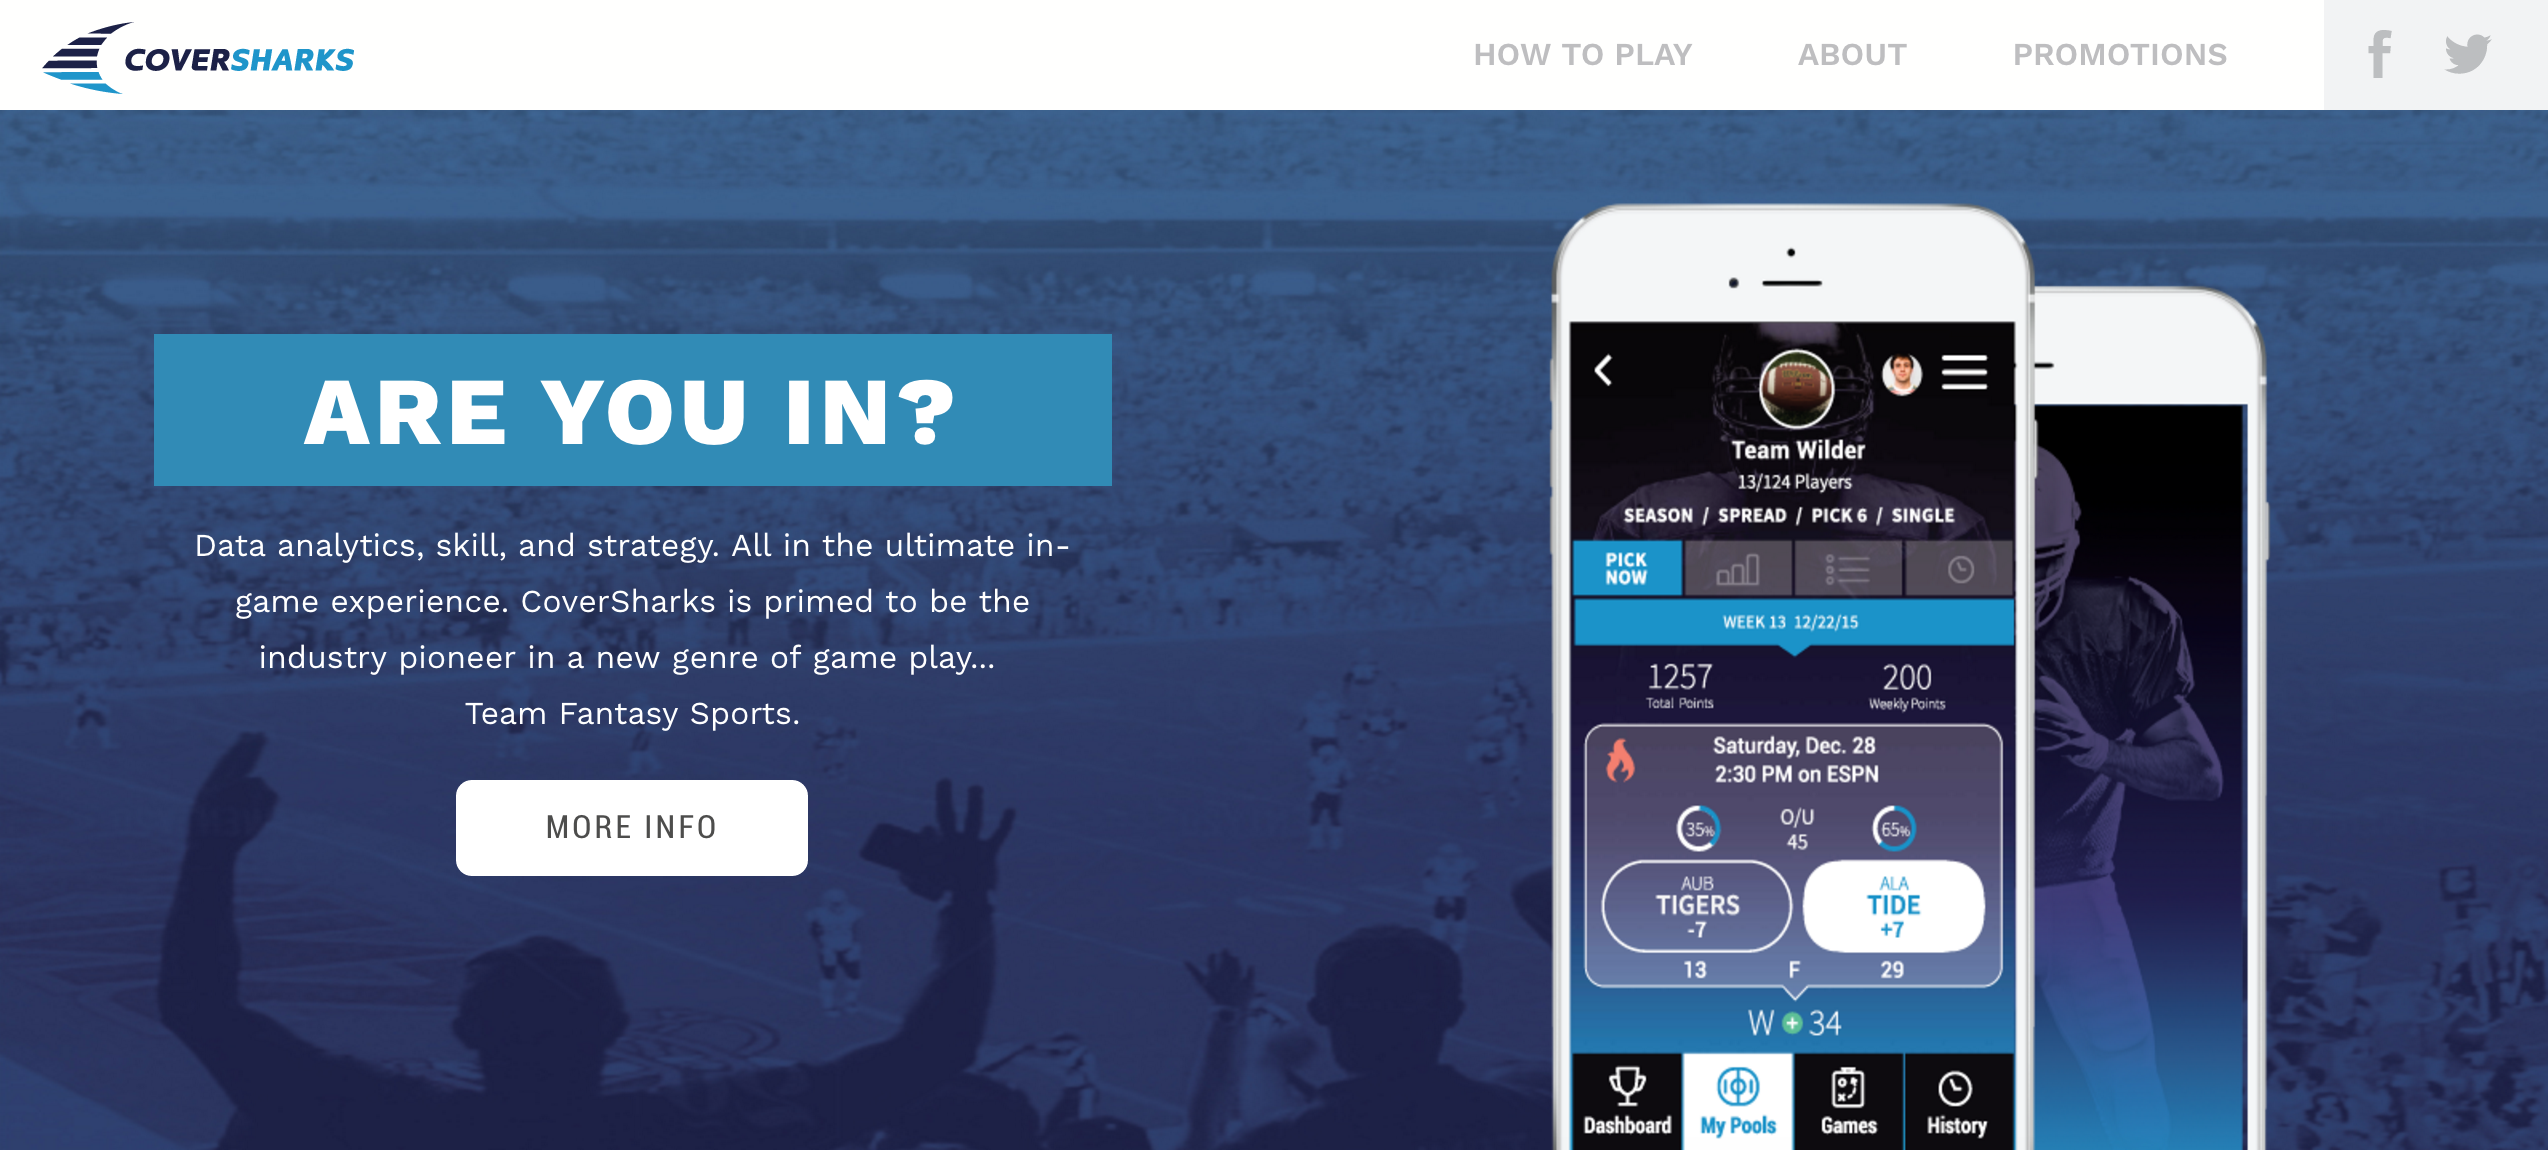 COVERSHARKS
HOW TO PLAY
ABOUT
PROMOTIONS
ARE YOU IN?
Data analytics, skill, and strategy. All in the ultimate in-
game experience. CoverSharks is primed to be the
industry pioneer in a new genre of game play...
Team Fantasy Sports.
MORE INFO
Team Wilder
13/124 Players
SEASON / SPREAD / PICK 6 / SINGLE
PICK
NOW
WEEK 13 12/22/15
1257 200
Total Points Weekly Points
Saturday, Dec. 28
2:30 PM on ESPN
35% O/U 65%
45
AUB ALA
TIGERS TIDE
-7 +7
13 F 29
W + 34
Dashboard My Pools Games History